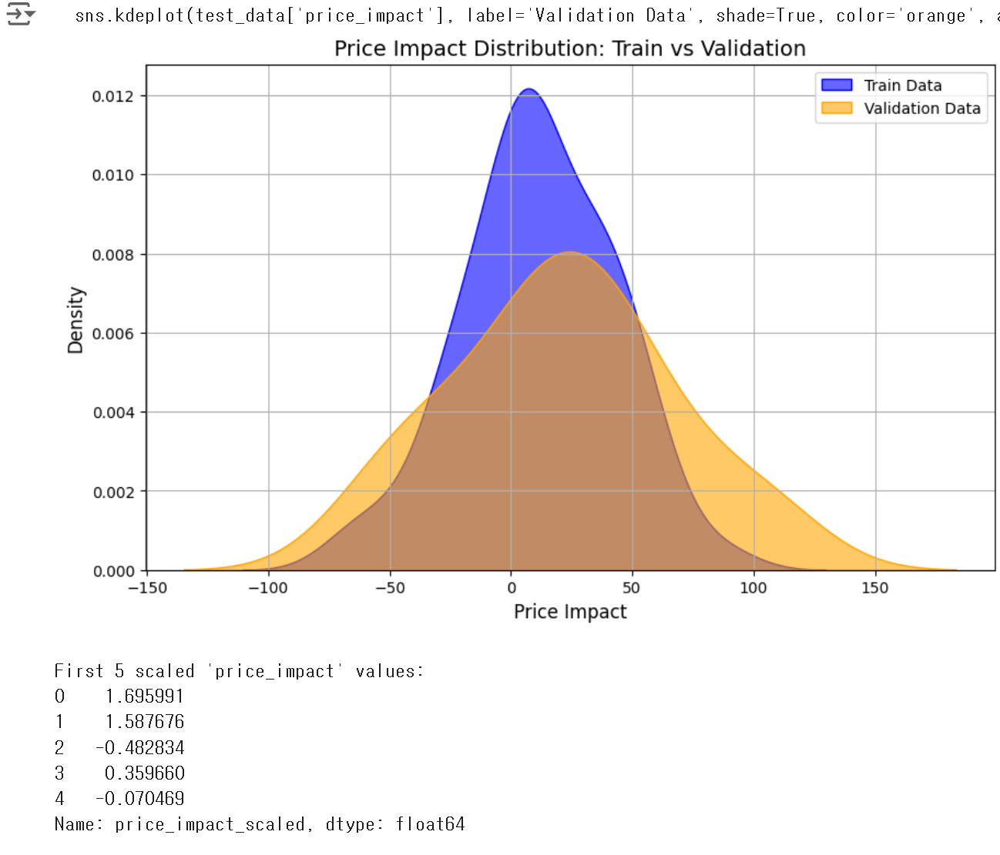 sns.kdeplot(test_data['price_impact'], label='Validation Data', shade=True, color='orange',
Price Impact Distribution: Train vs Validation
Train Data
Validation Data
0.012
0.010
0.008
0.006
0.004
0.002
0.000
Density
−150 −100 −50 0 50 100 150
Price Impact
First 5 scaled 'price_impact' values:
0 1.695991
1 1.587676
2 -0.482834
3 0.359660
4 -0.070469
Name: price_impact_scaled, dtype: float64